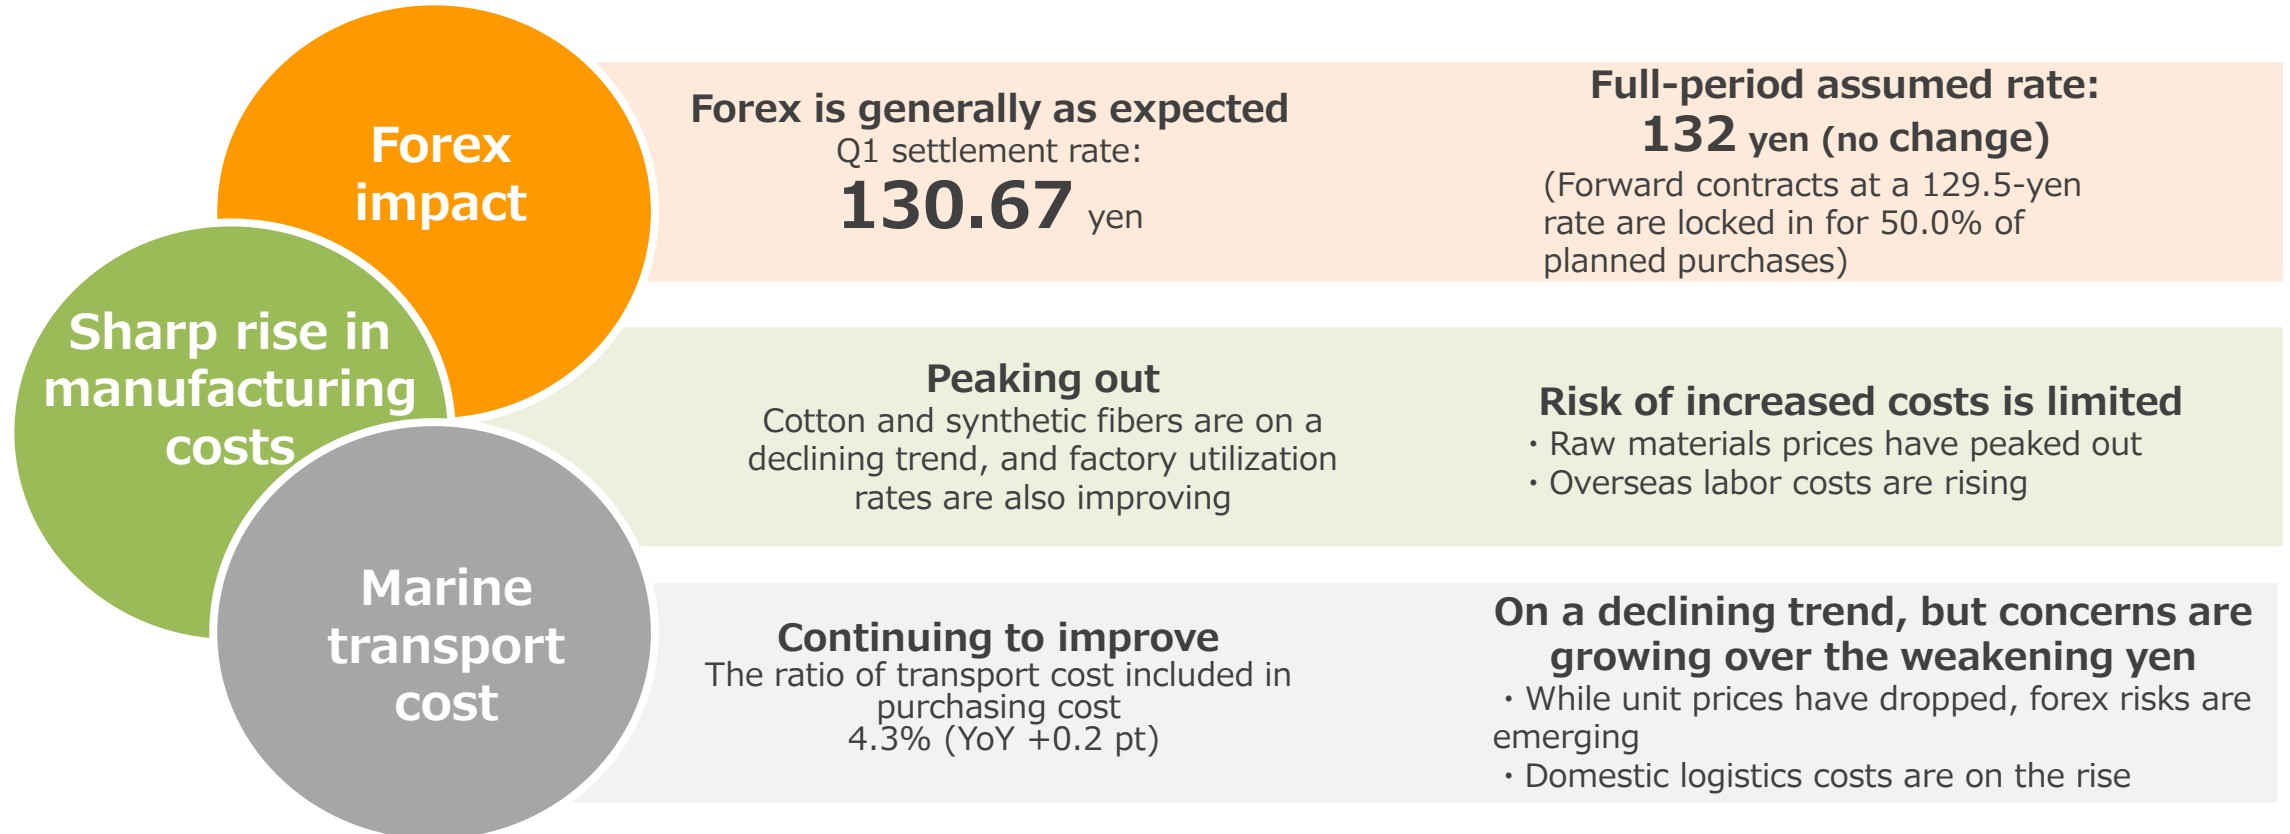 Forex
impact
Forex is generally as expected
Q1 settlement rate:
130.67 yen
Full-period assumed rate:
132 yen (no change)
(Forward contracts at a 129.5-yen
rate are locked in for 50.0% of
planned purchases)
Sharp rise in
manufacturing
costs
Peaking out
Cotton and synthetic fibers are on a
declining trend, and factory utilization
rates are also improving
Risk of increased costs is limited
・Raw materials prices have peaked out
・Overseas labor costs are rising
Marine
transport
cost
Continuing to improve
The ratio of transport cost included in
purchasing cost
4.3% (YoY +0.2 pt)
On a declining trend, but concerns are
growing over the weakening yen
・While unit prices have dropped, forex risks are
emerging
・Domestic logistics costs are on the rise